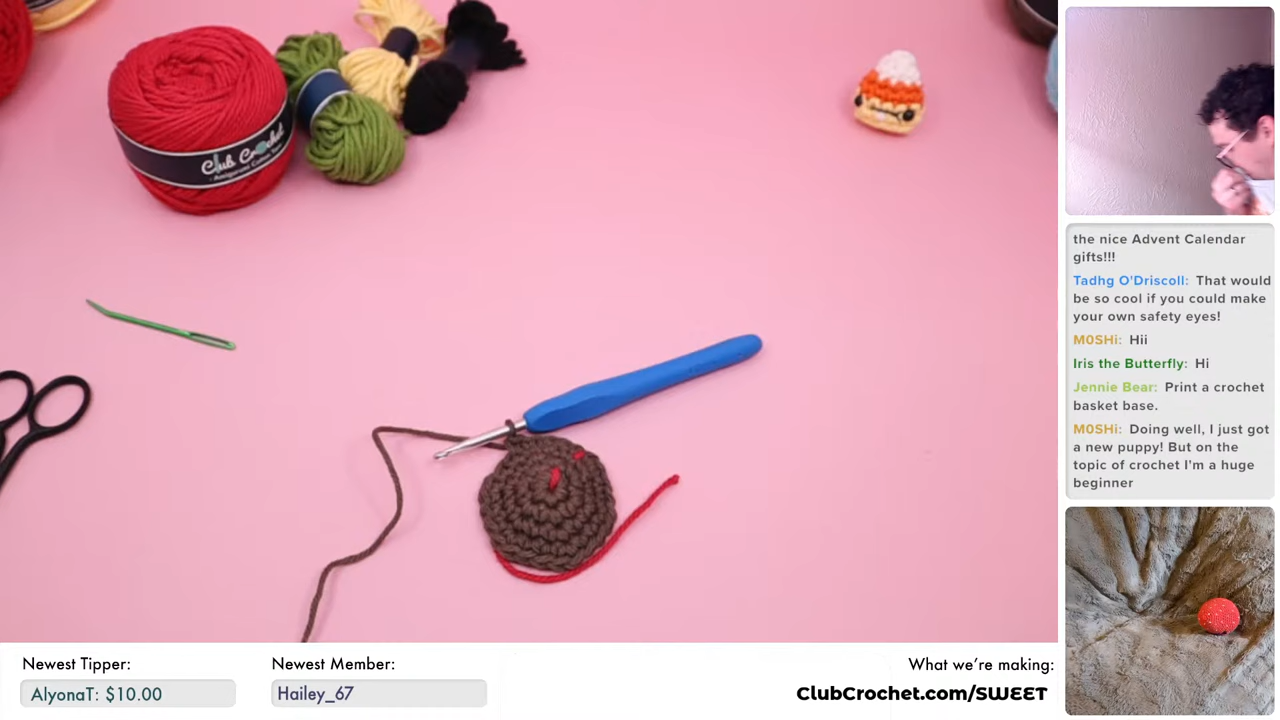 Club Crochet
- Amigurumi Cotton Yarn -
the nice Advent Calendar
gifts!!!
Tadhg O'Driscoll: That would
be so cool if you could make
your own safety eyes!
M0SHi: Hii
Iris the Butterfly: Hi
Jennie Bear: Print a crochet
basket base.
M0SHi: Doing well, I just got
a new puppy! But on the
topic of crochet I'm a huge
beginner
Newest Tipper:
AlyonaT: $10.00
Newest Member:
Hailey_67
What we're making:
ClubCrochet.com/SWEET